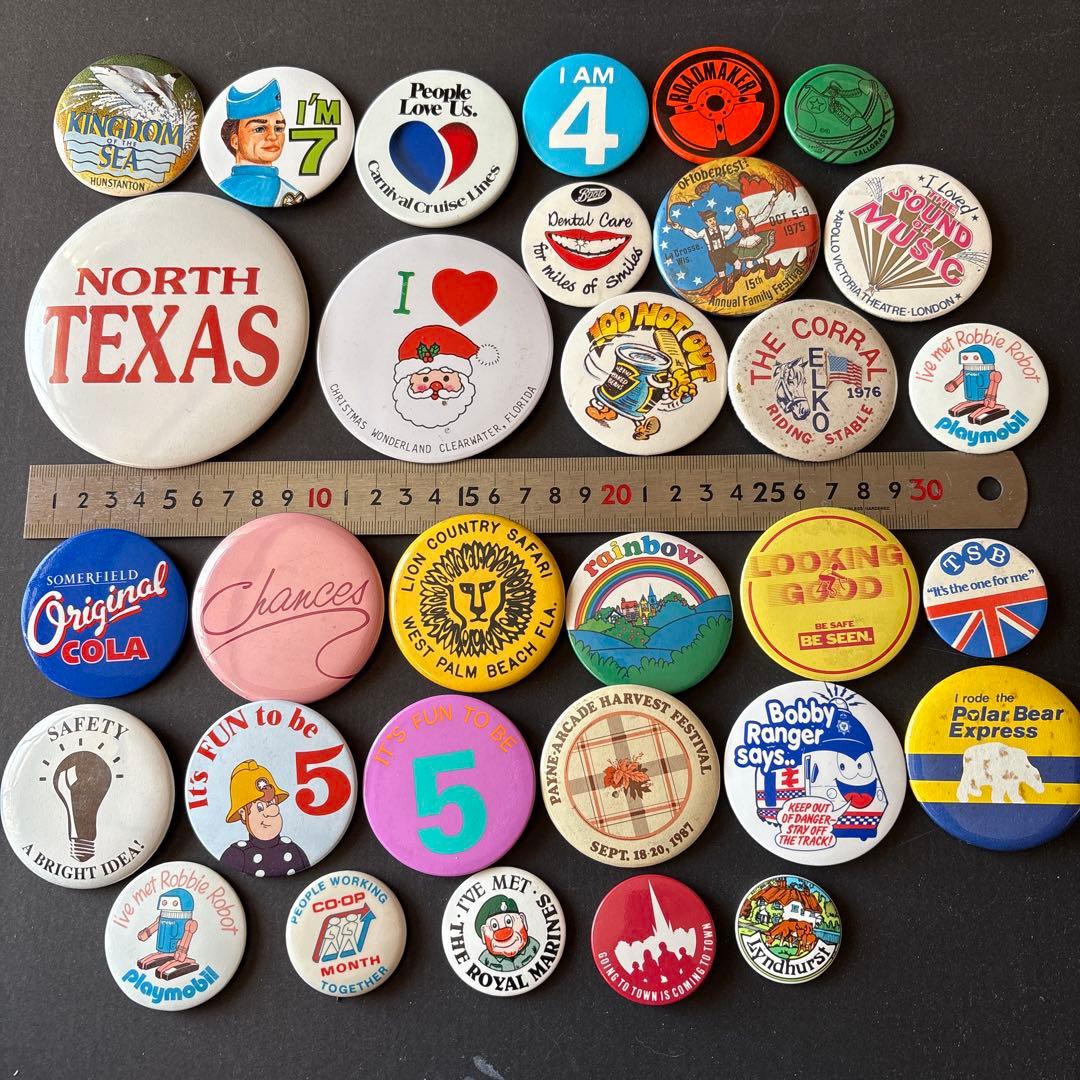 KINGDOM
OF THE
SEA
HUNSTANTON
I'M
7
People
Love Us.
Carnival Cruise Lines
I AM
4
ROADMAKER
TALLGRASS
NORTH
TEXAS
I
CHRISTMAS WONDERLAND CLEARWATER, FLORIDA
Boots
Dental Care
for miles of Smiles
Oktoberfest
OCT 5-9
1975
La Crosse,
Wis.
15th
Annual Family Festival
I Loved
THE
SOUND
OF
MUSIC
APOLLO VICTORIA THEATRE · LONDON
100 NOT OUT
THE CORRAL
ELKO
1976
RIDING STABLE
I've met Robbie Robot
playmobil
1 2 3 4 5 6 7 8 9 10 1 2 3 4 15 6 7 8 9 20 1 2 3 4 25 6 7 8 9 30
SOMERFIELD
Original
COLA
Chances
LION COUNTRY SAFARI
WEST PALM BEACH FLA.
rainbow
LOOKING
GOOD
BE SAFE
BE SEEN.
TSB
"It's the one for me"
SAFETY
A BRIGHT IDEA!
It's FUN to be
5
IT'S FUN TO BE
5
PAYNE-ARCADE HARVEST FESTIVAL
SEPT. 18-20, 1987
Bobby
Ranger
says..
KEEP OUT
OF DANGER-
STAY OFF
THE TRACK!
I rode the
Polar Bear
Express
I've met Robbie Robot
playmobil
PEOPLE WORKING
CO-OP
MONTH
TOGETHER
· I'VE MET ·
THE ROYAL MARINES
GOING TO TOWN IS COMING TO TOWN
Lyndhurst